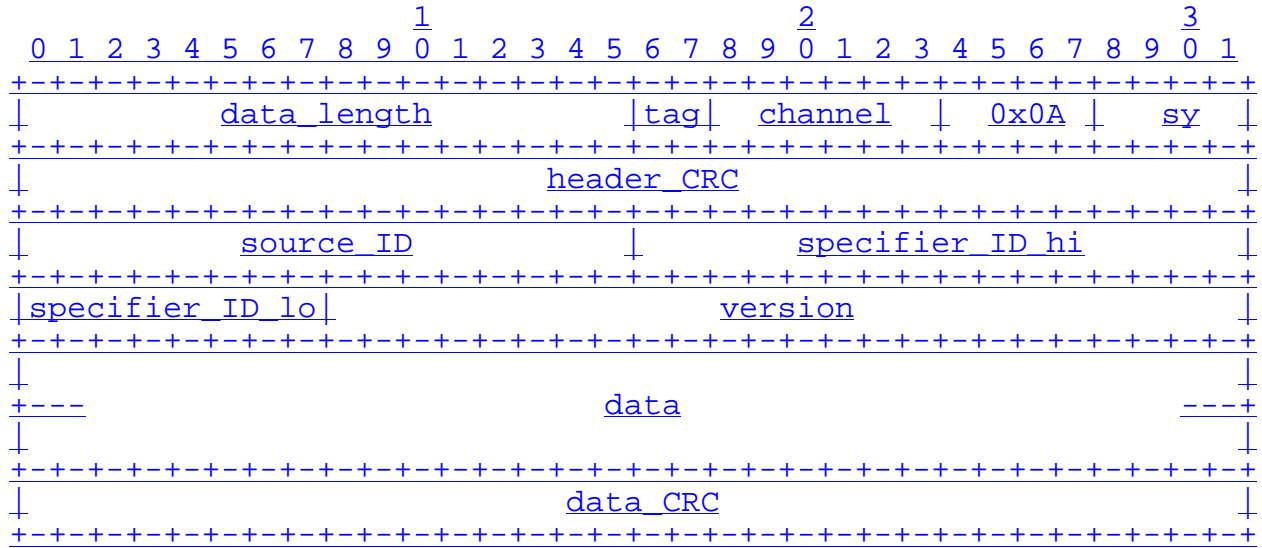 1                   2                   3
 0 1 2 3 4 5 6 7 8 9 0 1 2 3 4 5 6 7 8 9 0 1 2 3 4 5 6 7 8 9 0 1
+-+-+-+-+-+-+-+-+-+-+-+-+-+-+-+-+-+-+-+-+-+-+-+-+-+-+-+-+-+-+-+-+
|          data_length          |tag|  channel  |  0x0A |   sy  |
+-+-+-+-+-+-+-+-+-+-+-+-+-+-+-+-+-+-+-+-+-+-+-+-+-+-+-+-+-+-+-+-+
|                           header_CRC                          |
+-+-+-+-+-+-+-+-+-+-+-+-+-+-+-+-+-+-+-+-+-+-+-+-+-+-+-+-+-+-+-+-+
|           source_ID           |        specifier_ID_hi        |
+-+-+-+-+-+-+-+-+-+-+-+-+-+-+-+-+-+-+-+-+-+-+-+-+-+-+-+-+-+-+-+-+
|specifier_ID_lo|                    version                    |
+-+-+-+-+-+-+-+-+-+-+-+-+-+-+-+-+-+-+-+-+-+-+-+-+-+-+-+-+-+-+-+-+
|                                                               |
+---                           data                          ---+
|                                                               |
+-+-+-+-+-+-+-+-+-+-+-+-+-+-+-+-+-+-+-+-+-+-+-+-+-+-+-+-+-+-+-+-+
|                            data_CRC                           |
+-+-+-+-+-+-+-+-+-+-+-+-+-+-+-+-+-+-+-+-+-+-+-+-+-+-+-+-+-+-+-+-+